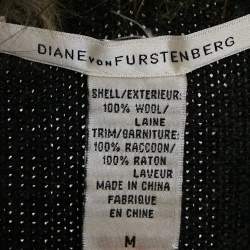 DIANE VON FURSTENBERG
SHELL/EXTERIEUR:
100% WOOL/
LAINE
TRIM/GARNITURE:
100% RACCOON/
100% RATON
LAVEUR
MADE IN CHINA
FABRIQUE
EN CHINE
M